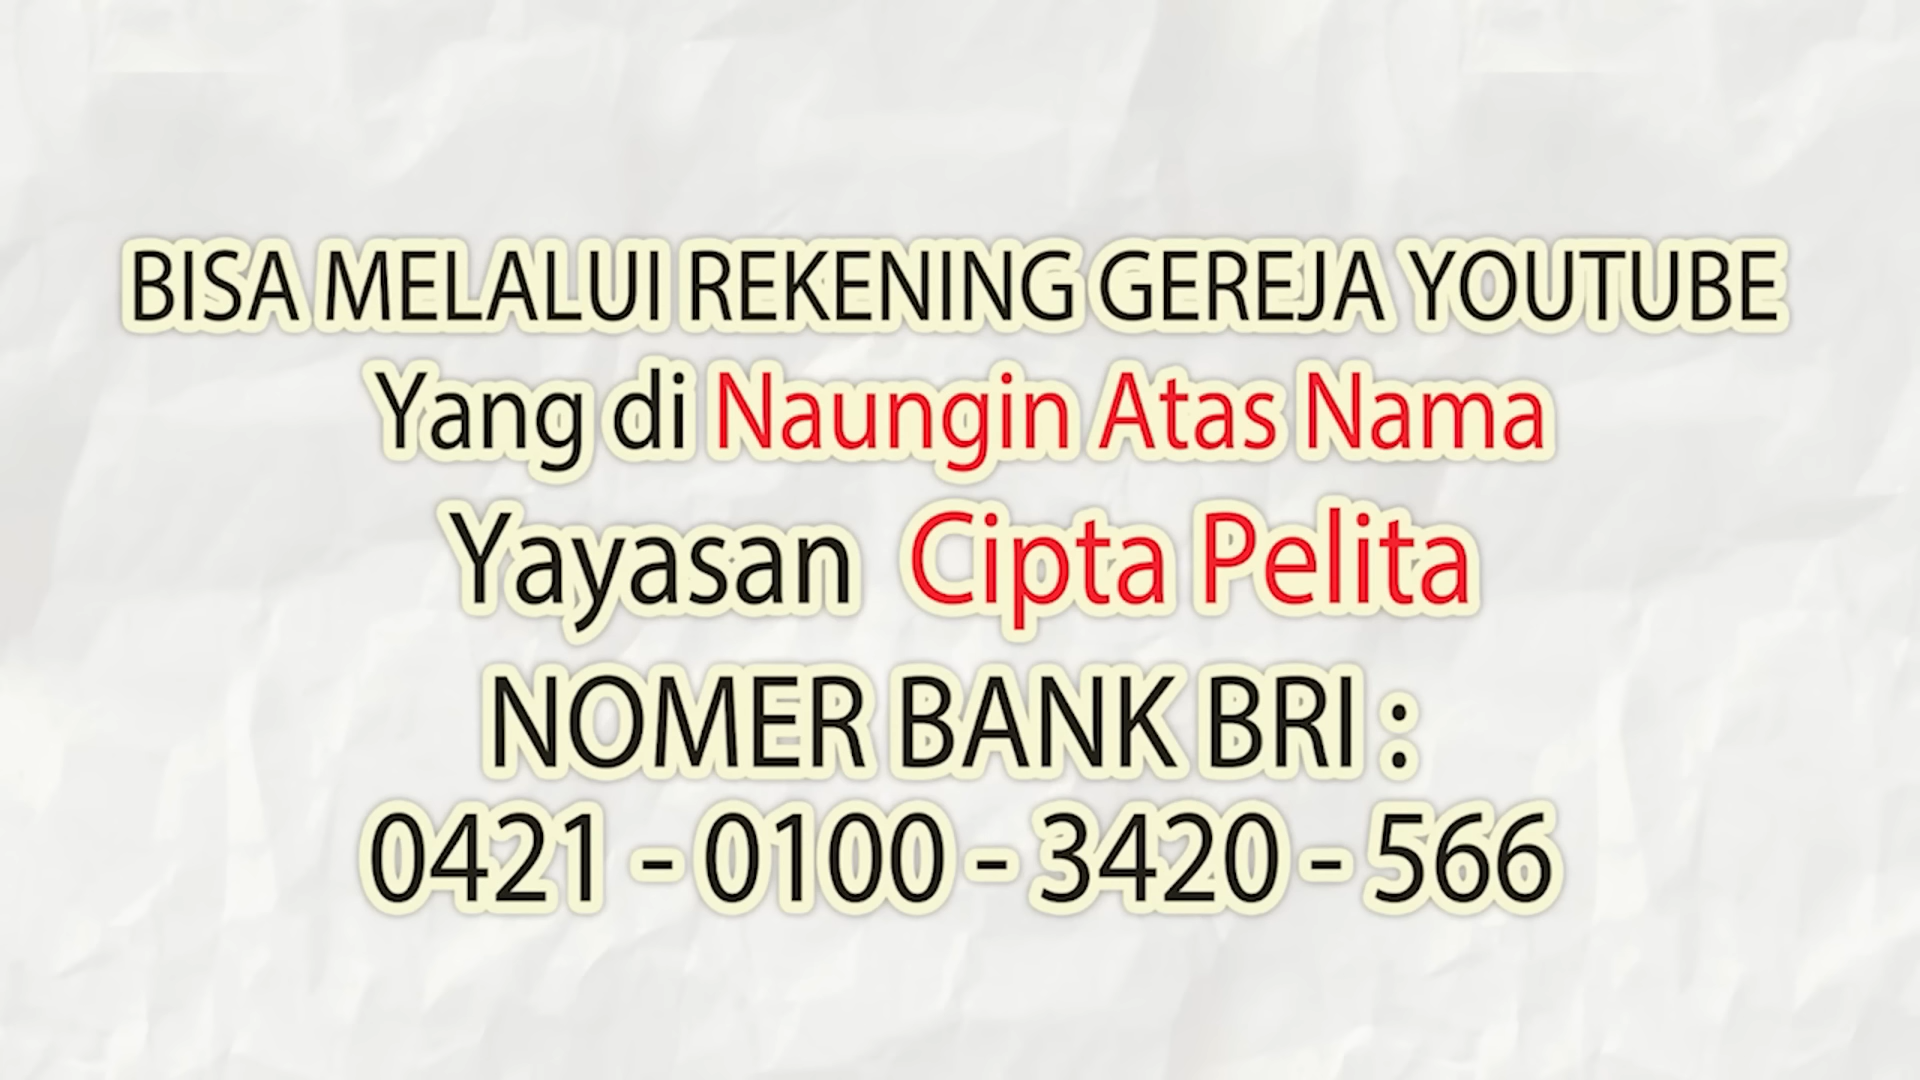 BISA MELALUI REKENING GEREJA YOUTUBE
Yang di Naungin Atas Nama
Yayasan Cipta Pelita
NOMER BANK BRI :
0421 - 0100 - 3420 - 566